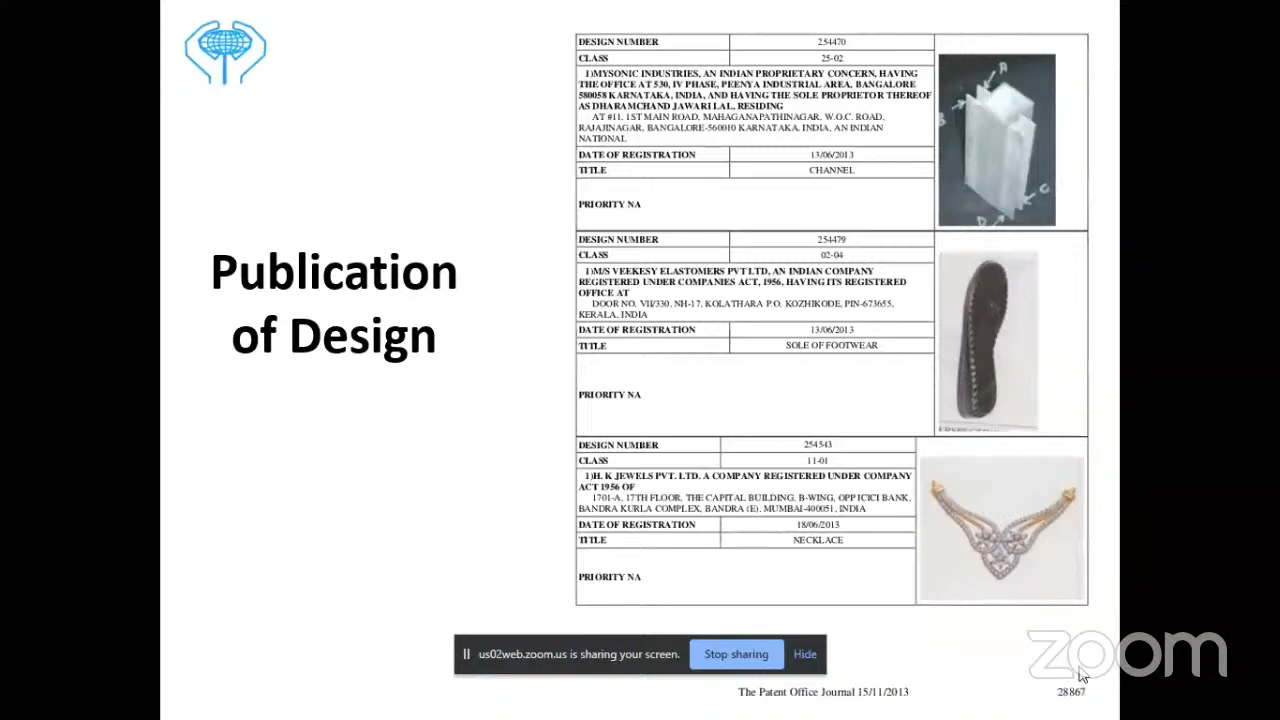 Publication
of Design
DESIGN NUMBER 254470
CLASS 25-02
1)MYSONIC INDUSTRIES, AN INDIAN PROPRIETARY CONCERN, HAVING
THE OFFICE AT 530, IV PHASE, PEENYA INDUSTRIAL AREA, BANGALORE
580058 KARNATAKA, INDIA, AND HAVING THE SOLE PROPRIETOR THEREOF
AS DHARAMCHAND JAWARI LAL, RESIDING
AT #11, 1ST MAIN ROAD, MAHAGANAPATHINAGAR, W.O.C. ROAD,
RAJAJINAGAR, BANGALORE-560010 KARNATAKA, INDIA, AN INDIAN
NATIONAL
DATE OF REGISTRATION 13/06/2013
TITLE CHANNEL
PRIORITY NA
A
B
C
D
DESIGN NUMBER 254479
CLASS 02-04
1)M/S VEEKESY ELASTOMERS PVT LTD, AN INDIAN COMPANY
REGISTERED UNDER COMPANIES ACT, 1956, HAVING ITS REGISTERED
OFFICE AT
DOOR NO, VII/330, NH-17, KOLATHARA P.O, KOZHIKODE, PIN-673655,
KERALA, INDIA
DATE OF REGISTRATION 13/06/2013
TITLE SOLE OF FOOTWEAR
PRIORITY NA
DESIGN NUMBER 254543
CLASS 11-01
1)H. K JEWELS PVT. LTD. A COMPANY REGISTERED UNDER COMPANY
ACT 1956 OF
1701-A, 17TH FLOOR, THE CAPITAL BUILDING, B-WING, OPP ICICI BANK,
BANDRA KURLA COMPLEX, BANDRA (E), MUMBAI-400051, INDIA
DATE OF REGISTRATION 18/06/2013
TITLE NECKLACE
PRIORITY NA
us02web.zoom.us is sharing your screen. Stop sharing Hide
zoom
The Patent Office Journal 15/11/2013 28867